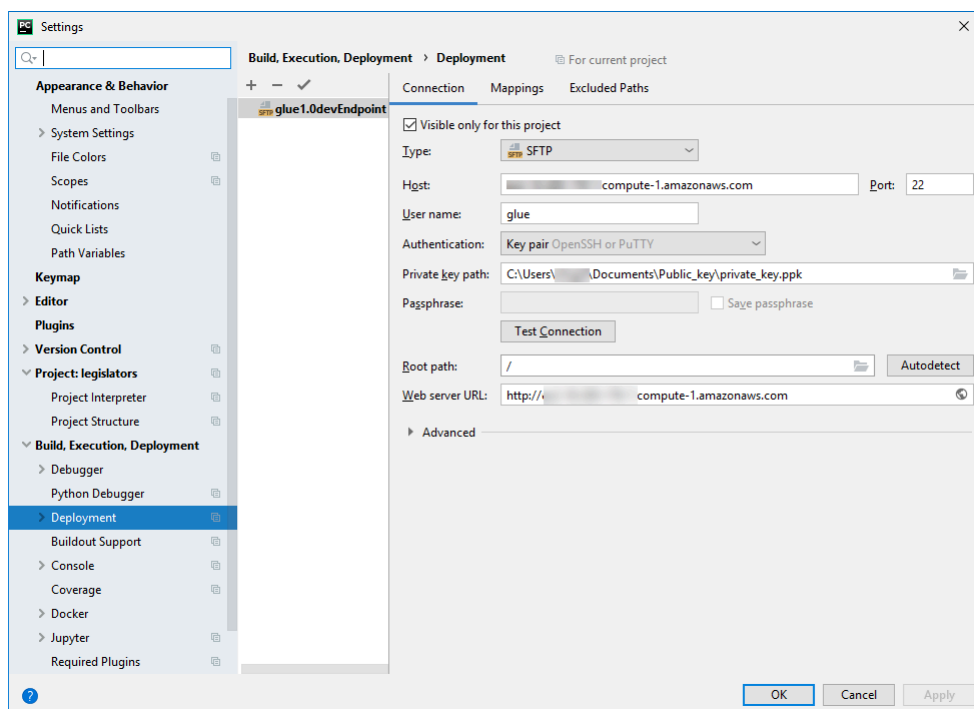 PC Settings
Build, Execution, Deployment › Deployment For current project
Appearance & Behavior
Menus and Toolbars
System Settings
File Colors
Scopes
Notifications
Quick Lists
Path Variables
Keymap
Editor
Plugins
Version Control
Project: legislators
Project Interpreter
Project Structure
Build, Execution, Deployment
Debugger
Python Debugger
Deployment
Buildout Support
Console
Coverage
Docker
Jupyter
Required Plugins
SFTP glue1.0devEndpoint
Connection Mappings Excluded Paths
Visible only for this project
Type: SFTP SFTP
Host: compute-1.amazonaws.com Port: 22
User name: glue
Authentication: Key pair OpenSSH or PuTTY
Private key path: C:\Users\ \Documents\Public_key\private_key.ppk
Passphrase: Save passphrase
Test Connection
Root path: / Autodetect
Web server URL: http:// compute-1.amazonaws.com
Advanced
? OK Cancel Apply